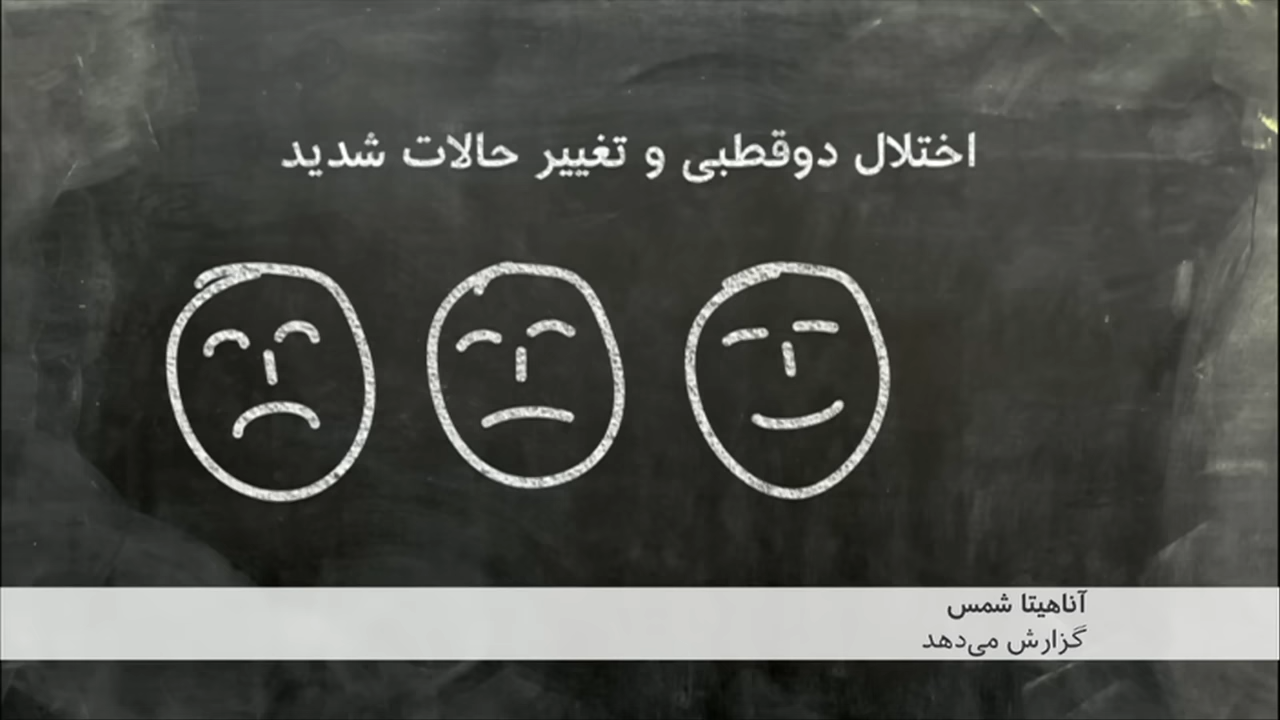 اختلال دوقطبی و تغییر حالات شدید
آناهیتا شمس
گزارش می‌دهد